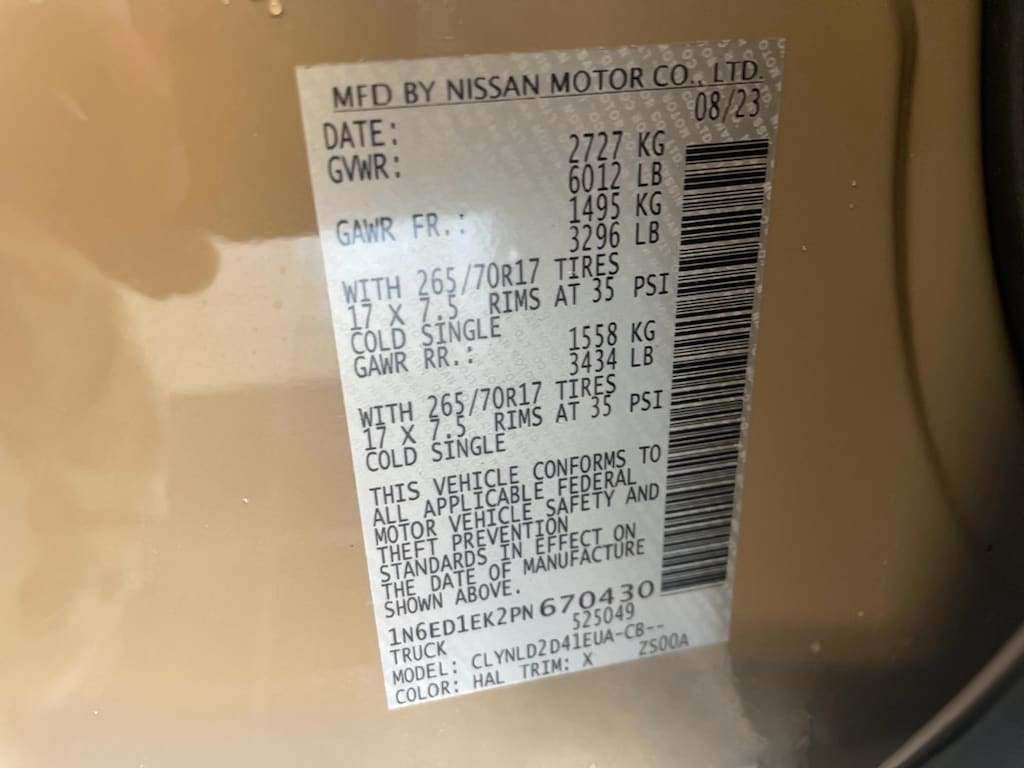 MFD BY NISSAN MOTOR CO., LTD.
DATE: 08/23
GVWR: 2727 KG
6012 LB
GAWR FR.: 1495 KG
3296 LB
WITH 265/70R17 TIRES
17 X 7.5 RIMS AT 35 PSI
COLD SINGLE
GAWR RR.: 1558 KG
3434 LB
WITH 265/70R17 TIRES
17 X 7.5 RIMS AT 35 PSI
COLD SINGLE
THIS VEHICLE CONFORMS TO
ALL APPLICABLE FEDERAL
MOTOR VEHICLE SAFETY AND
THEFT PREVENTION
STANDARDS IN EFFECT ON
THE DATE OF MANUFACTURE
SHOWN ABOVE.
1N6ED1EK2PN670430
TRUCK 525049
MODEL: CLYNLD2D41EUA-CB--
COLOR: HAL TRIM: X ZS00A